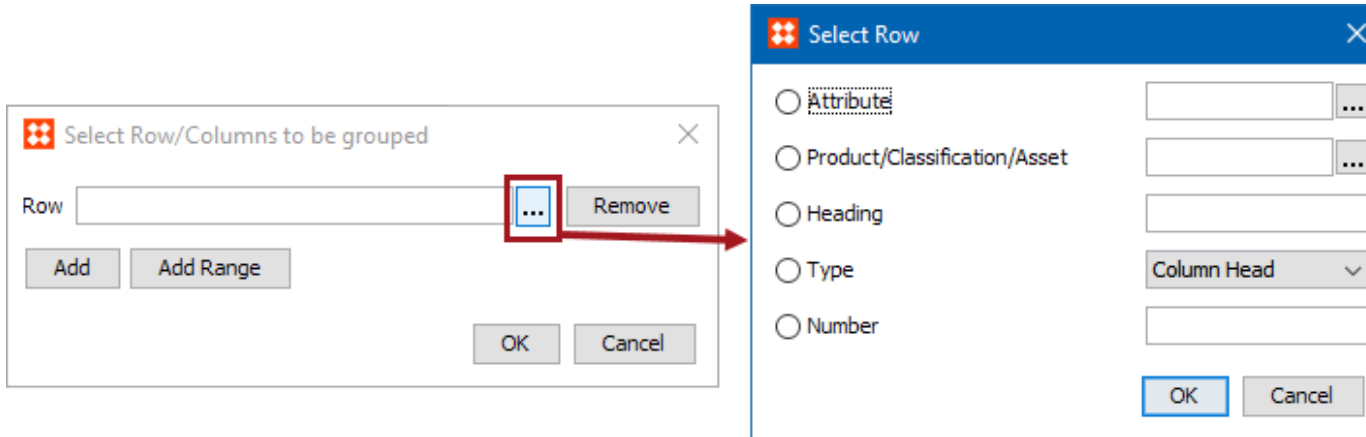 Select Row/Columns to be grouped
Row ... Remove
Add Add Range
OK Cancel
Select Row
Attribute ...
Product/Classification/Asset ...
Heading
Type Column Head
Number
OK Cancel